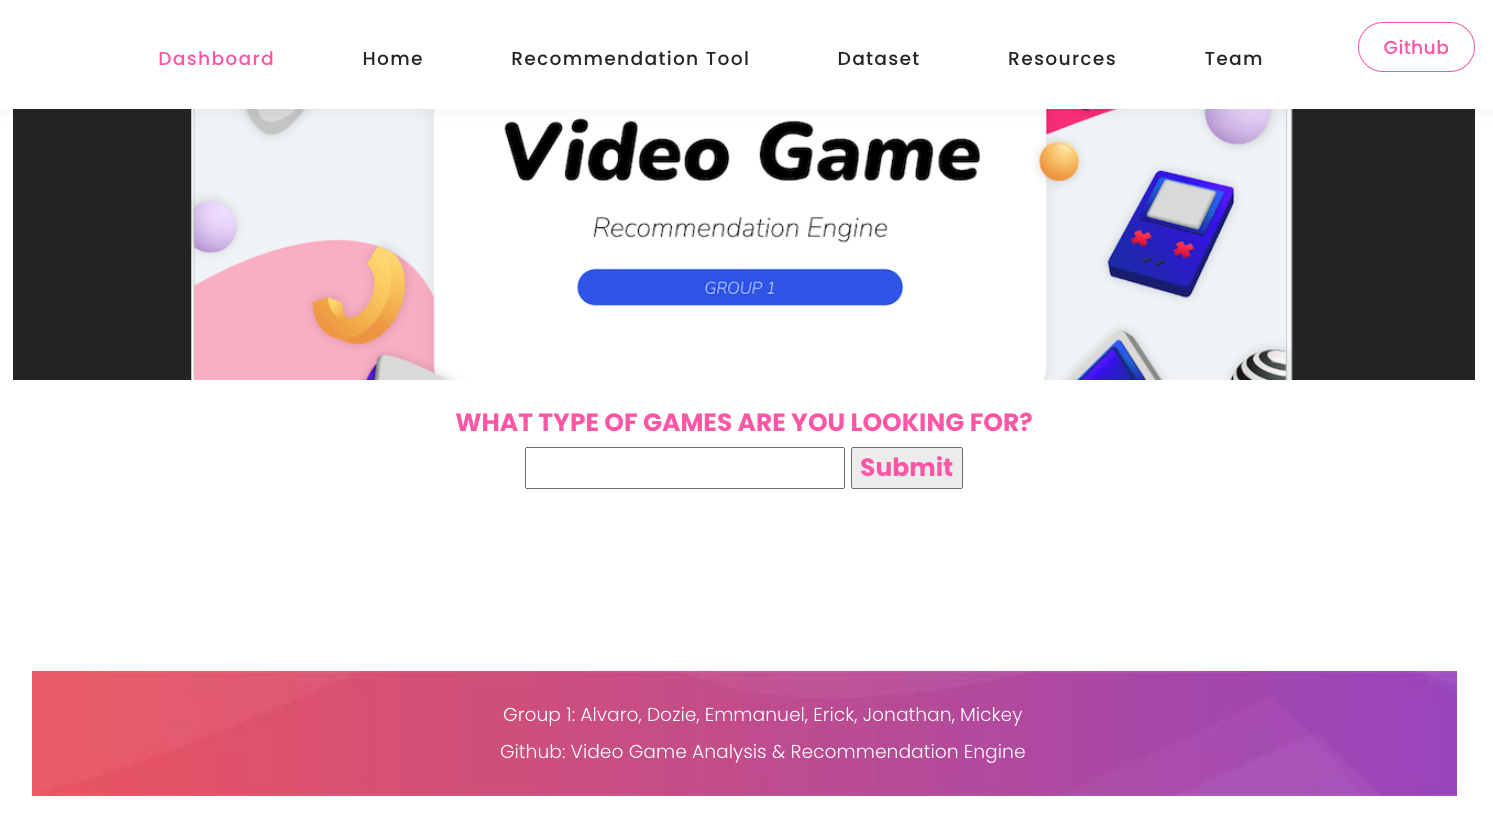 Dashboard Home Recommendation Tool Dataset Resources Team Github
Video Game
Recommendation Engine
GROUP 1
WHAT TYPE OF GAMES ARE YOU LOOKING FOR?
Submit
Group 1: Alvaro, Dozie, Emmanuel, Erick, Jonathan, Mickey
Github: Video Game Analysis & Recommendation Engine